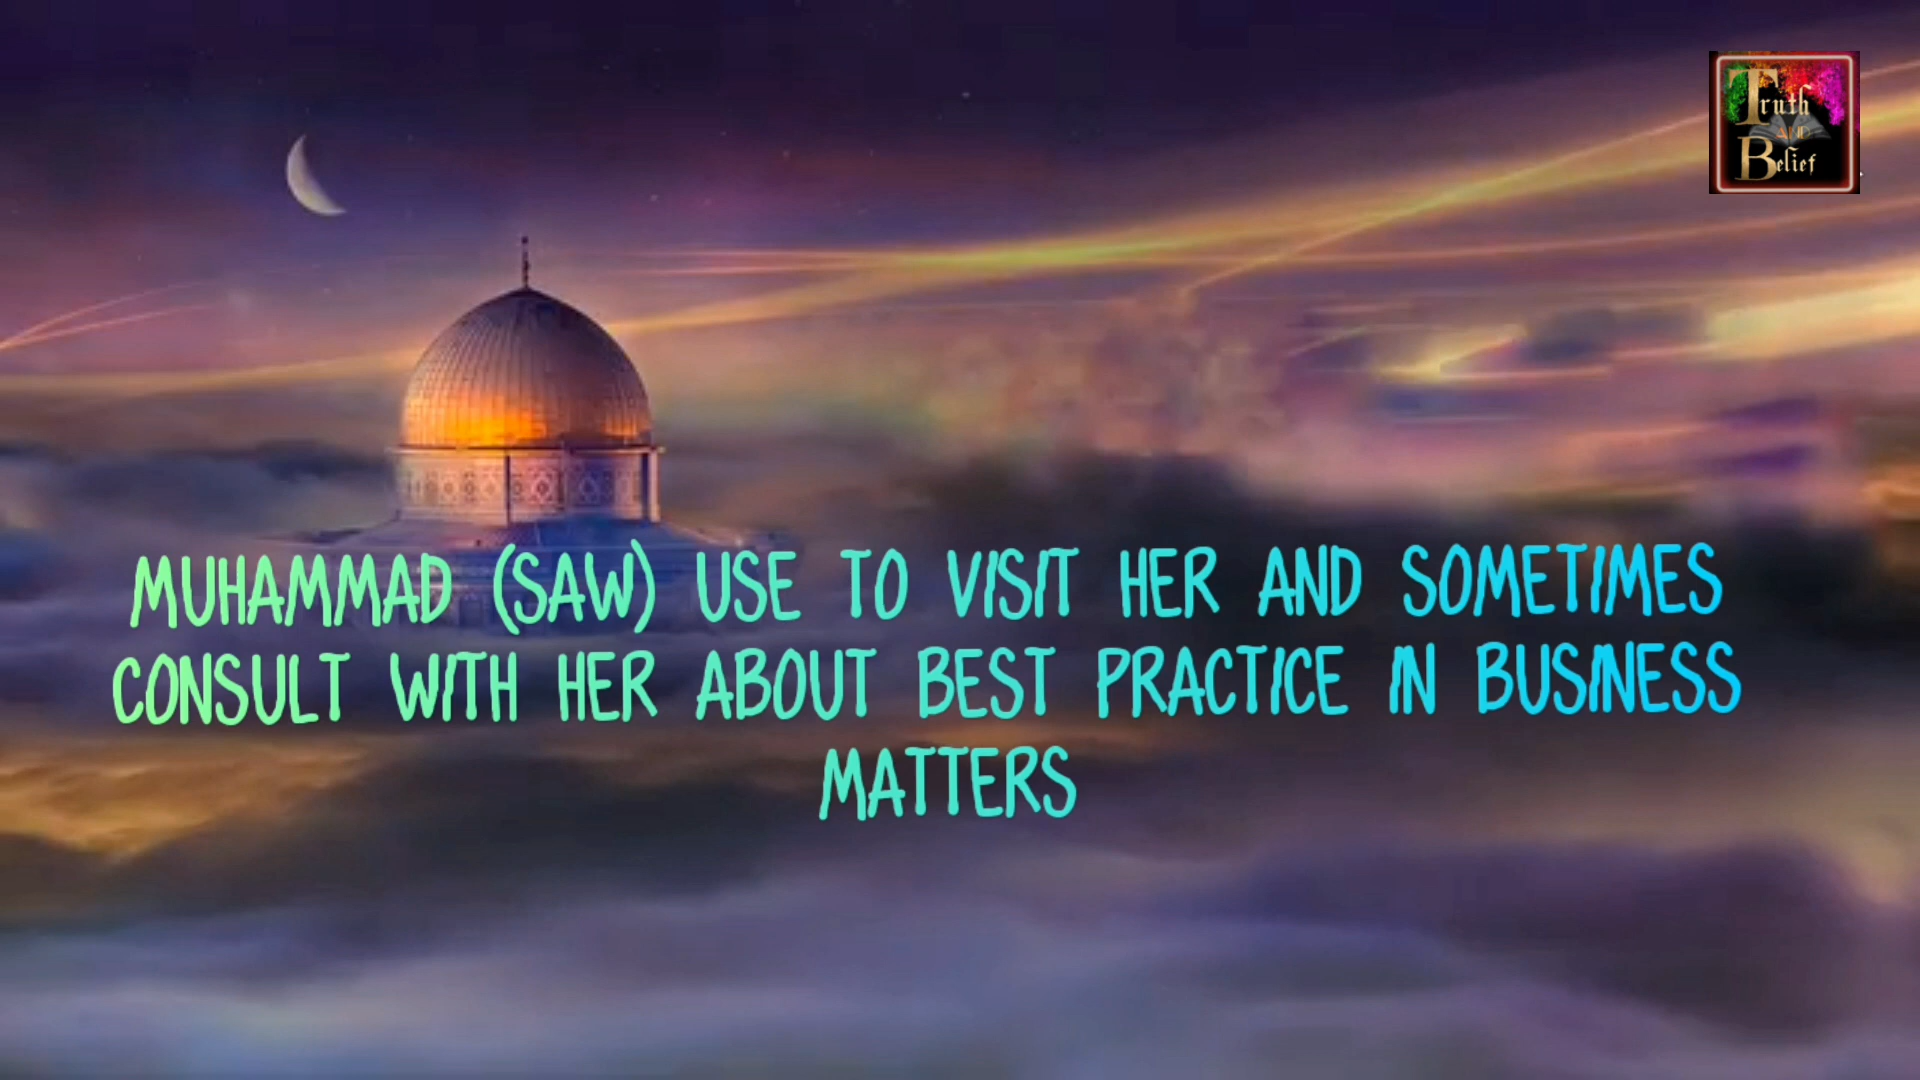 Truth
AND
Belief
MUHAMMAD (SAW) USE TO VISIT HER AND SOMETIMES
CONSULT WITH HER ABOUT BEST PRACTICE IN BUSINESS
MATTERS